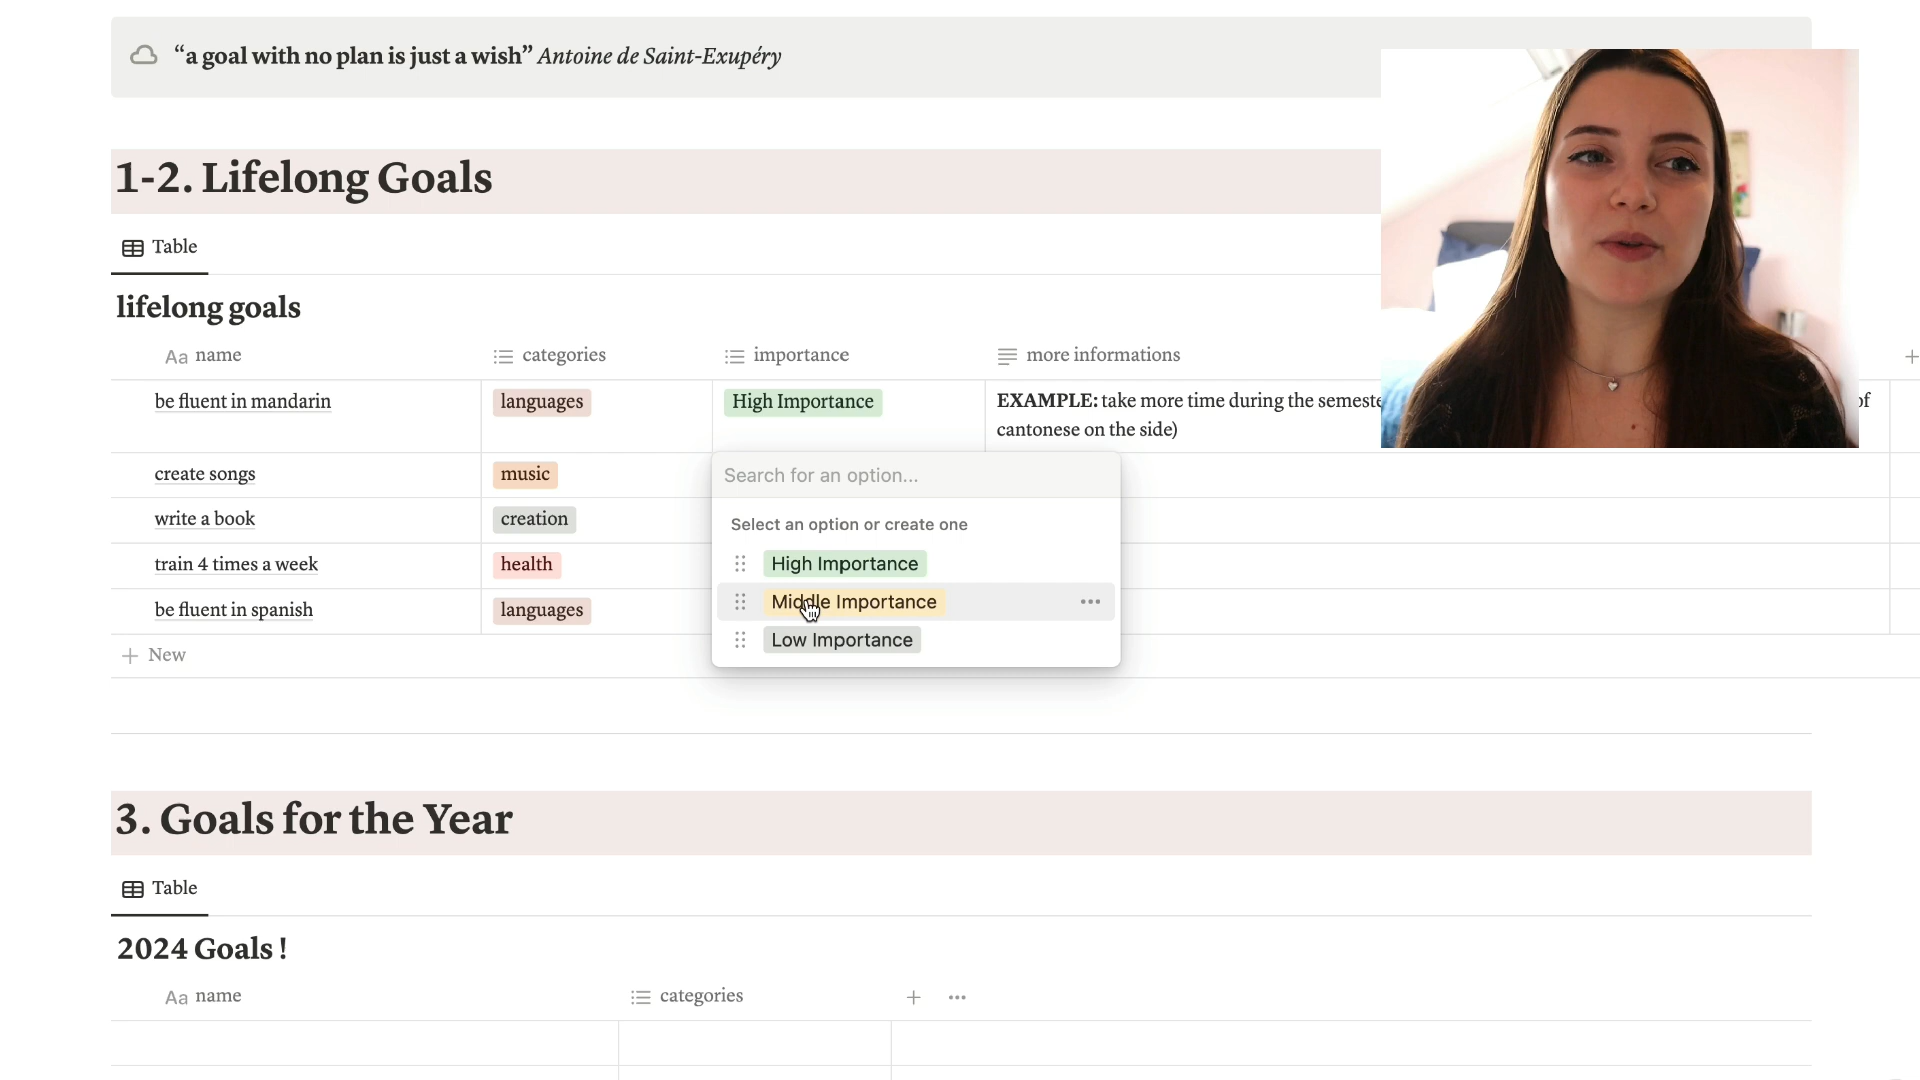 “a goal with no plan is just a wish” Antoine de Saint-Exupéry
1-2. Lifelong Goals
Table
lifelong goals
Aa name categories importance more informations
be fluent in mandarin languages High Importance EXAMPLE: take more time during the of
cantonese on the side)
create songs music
write a book creation
train 4 times a week health
be fluent in spanish languages
Search for an option...
Select an option or create one
High Importance
Middle Importance
Low Importance
New
3. Goals for the Year
Table
2024 Goals !
Aa name categories